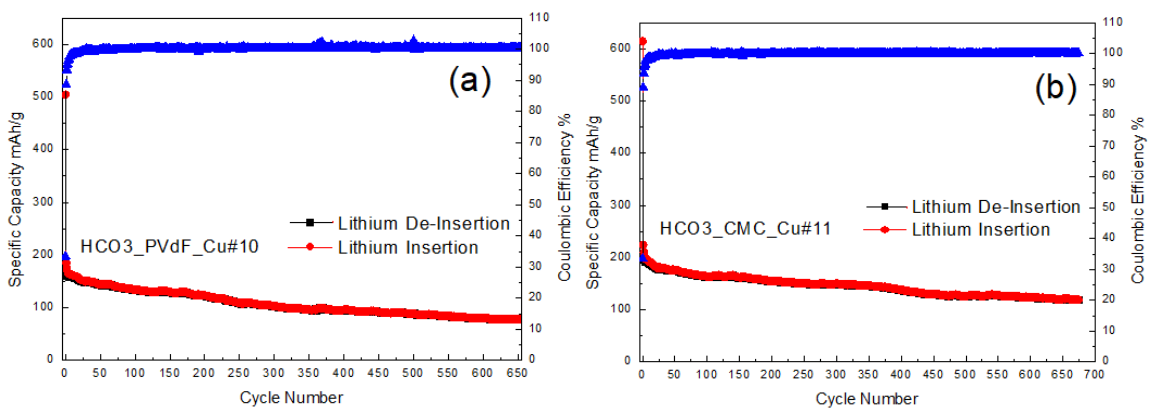 (a)
Specific Capacity mAh/g
600
500
400
300
200
100
0
110
100
90
80
70
60
50
40
30
20
10
0
Coulombic Efficiency %
Lithium De-Insertion
Lithium Insertion
HCO3_PVdF_Cu#10
0 50 100 150 200 250 300 350 400 450 500 550 600 650
Cycle Number
(b)
Specific Capacity mAh/g
600
500
400
300
200
100
0
110
100
90
80
70
60
50
40
30
20
10
0
Coulombic Efficiency %
Lithium De-Insertion
HCO3_CMC_Cu#11
Lithium Insertion
0 50 100 150 200 250 300 350 400 450 500 550 600 650 700
Cycle Number